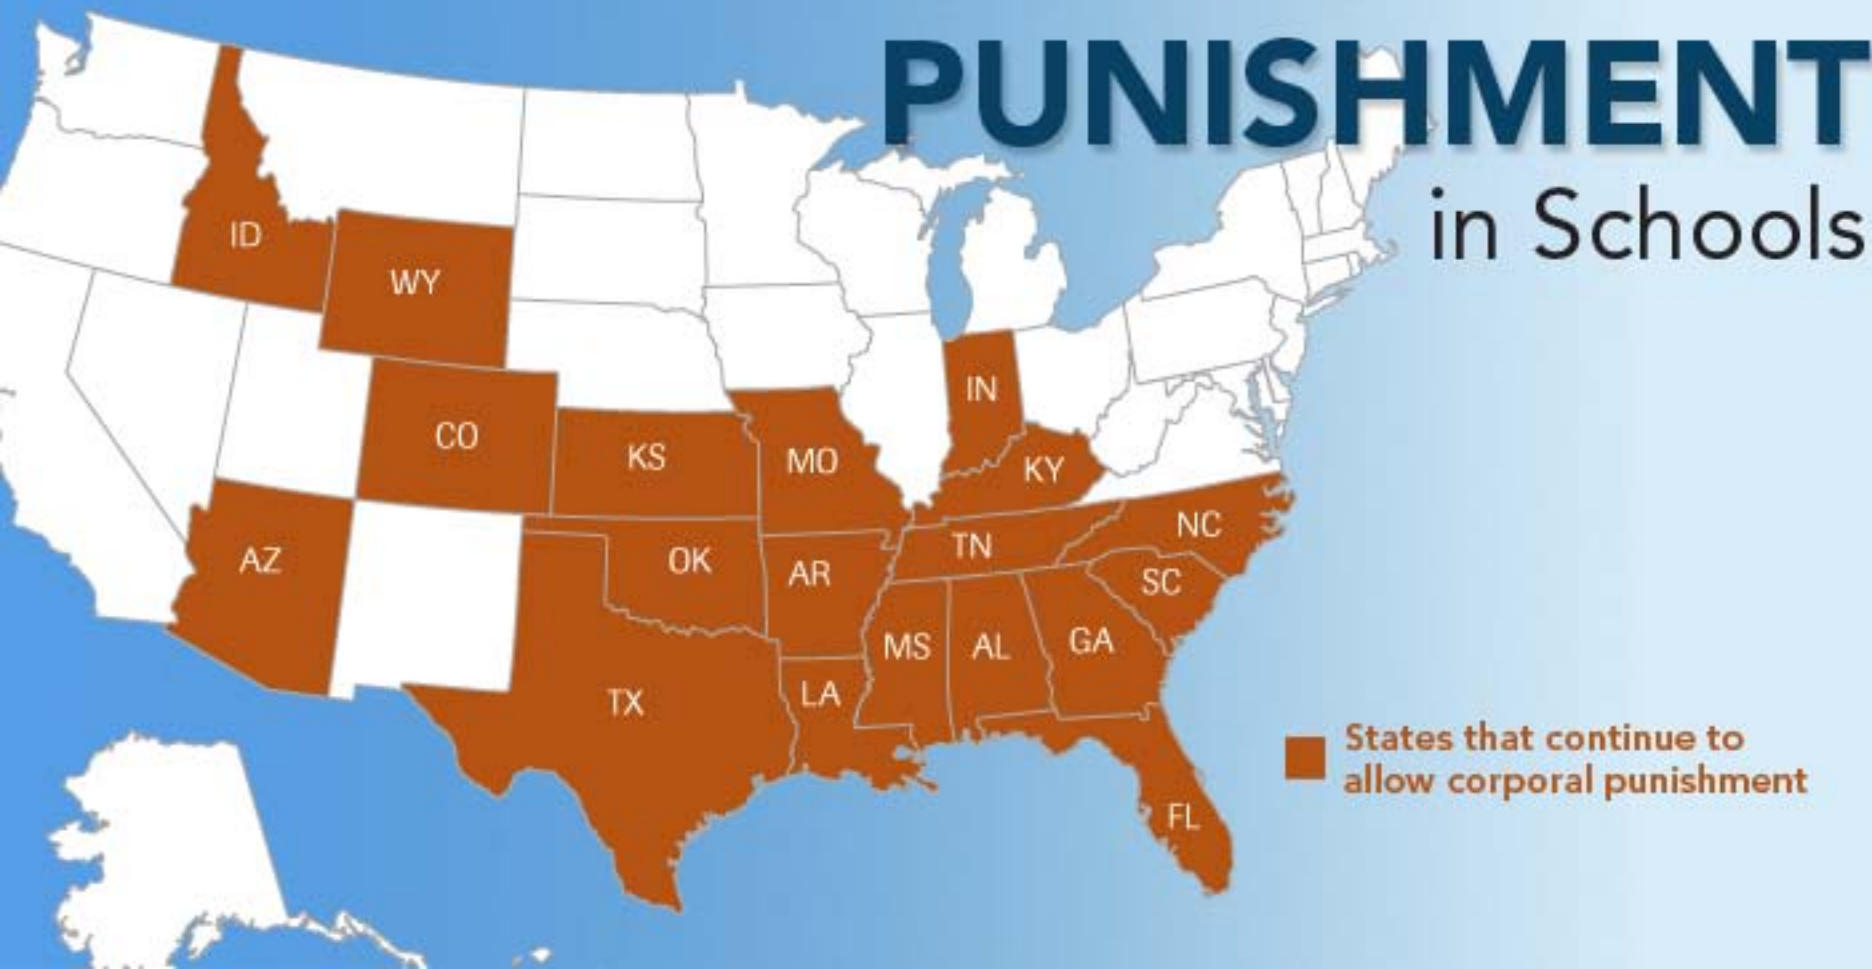 PUNISHMENT
in Schools
ID
WY
CO
KS
MO
IN
KY
AZ
OK
AR
TN
NC
SC
MS
AL
GA
TX
LA
FL
States that continue to
allow corporal punishment